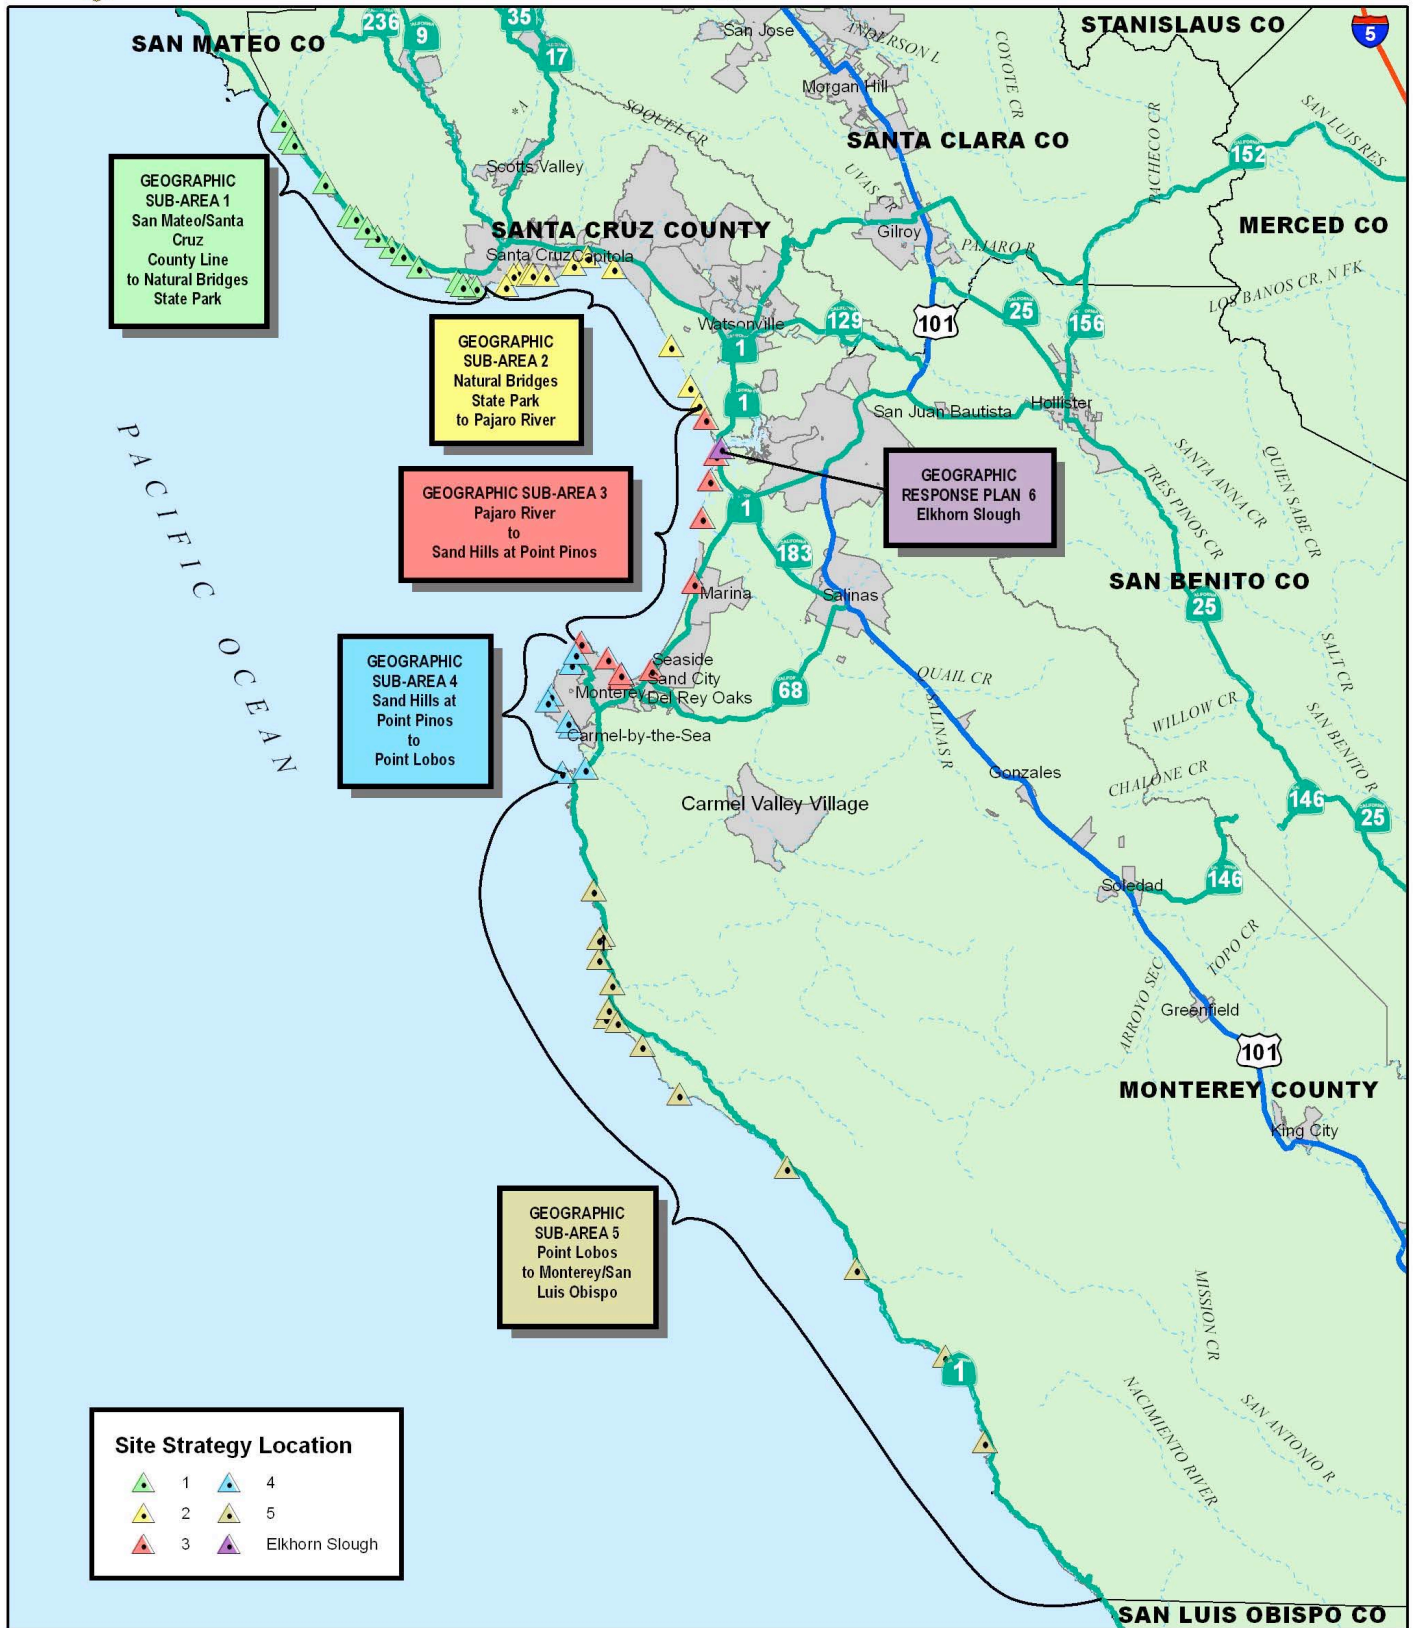 SAN MATEO CO
236
9
35
17
San Jose
ANDERSON L
COYOTE CR
STANISLAUS CO
5
Morgan Hill
*A
SOQUEL CR
SANTA CLARA CO
PACHECO CR
SAN LUIS RES
152
Scotts Valley
UVAS CR
GEOGRAPHIC
SUB-AREA 1
San Mateo/Santa
Cruz
County Line
to Natural Bridges
State Park
SANTA CRUZ COUNTY
Gilroy
MERCED CO
PAJARO R
Santa Cruz
Capitola
LOS BANOS CR, N FK
Watsonville
129
101
25
156
1
GEOGRAPHIC
SUB-AREA 2
Natural Bridges
State Park
to Pajaro River
1
San Juan Bautista
Hollister
PACIFIC OCEAN
SANTA ANNA CR
QUIEN SABE CR
TRES PINOS CR
GEOGRAPHIC SUB-AREA 3
Pajaro River
to
Sand Hills at Point Pinos
GEOGRAPHIC
RESPONSE PLAN 6
Elkhorn Slough
1
183
SAN BENITO CO
25
Marina
Salinas
GEOGRAPHIC
SUB-AREA 4
Sand Hills at
Point Pinos
to
Point Lobos
Seaside
Sand City
Monterey
Del Rey Oaks
68
QUAIL CR
SALINAS R
SALT CR
WILLOW CR
SAN BENITO R
Carmel-by-the-Sea
Gonzales
CHALONE CR
146
25
Carmel Valley Village
Soledad
146
1
TOPO CR
ARROYO SEC
Greenfield
101
MONTEREY COUNTY
King City
GEOGRAPHIC
SUB-AREA 5
Point Lobos
to Monterey/San
Luis Obispo
MISSION CR
1
NACIMIENTO RIVER
SAN ANTONIO R
Site Strategy Location
1
4
2
5
3
Elkhorn Slough
SAN LUIS OBISPO CO